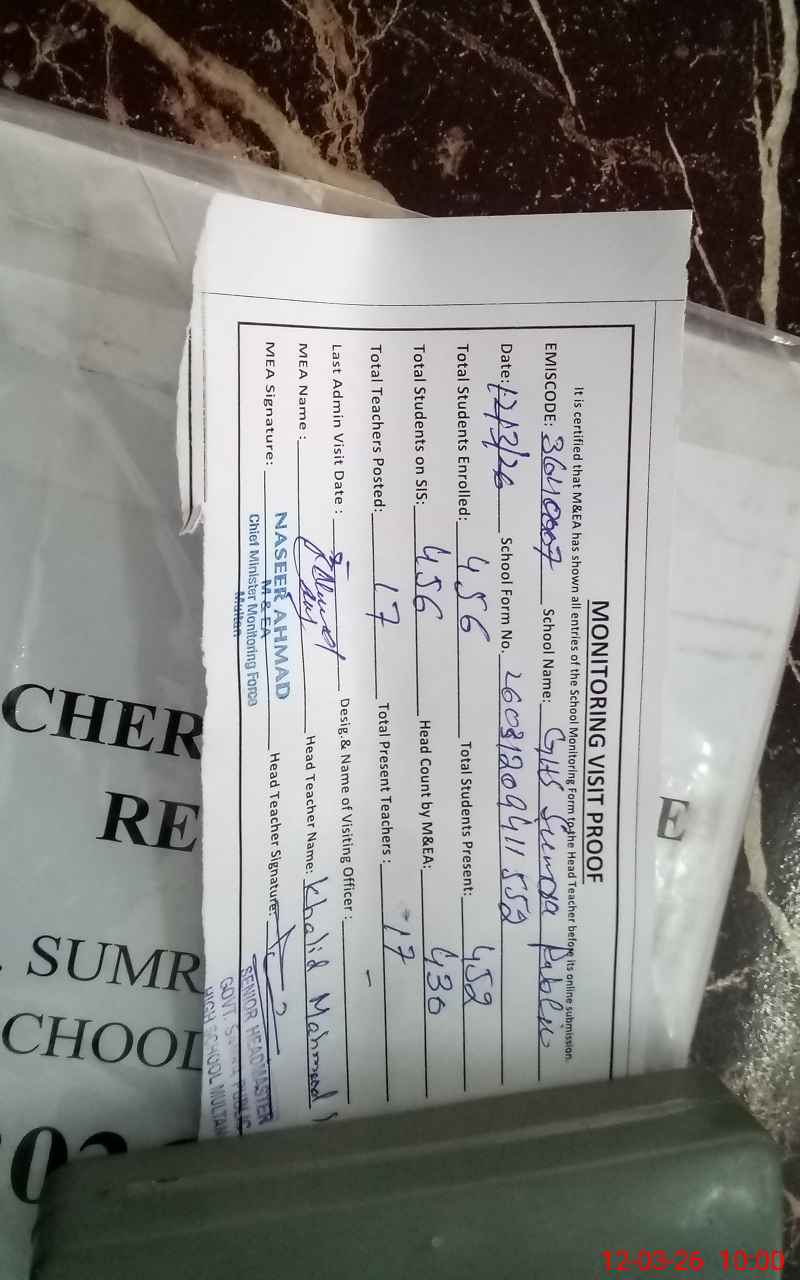 MONITORING VISIT PROOF
It is certified that M&EA has shown all entries of the School Monitoring Form to the Head Teacher before its online submission.
EMISCODE: 36110007 School Name: GHS Sumra Public
Date: 12/3/26 School Form No. 260312094411552
Total Students Enrolled: 456 Total Students Present: 452
Total Students on SIS: 456 Head Count by M&EA: 430
Total Teachers Posted: 17 Total Present Teachers : 17
Last Admin Visit Date : Desig.& Name of Visiting Officer : -
MEA Name : Head Teacher Name: Khalid Mahmood
MEA Signature: Head Teacher Signature:
NASEER AHMAD
M & EA
Chief Minister Monitoring Force
Multan
SENIOR HEADMASTER
GOVT. SUMRA PUBLIC
HIGH SCHOOL MULTAN
CHER
E
RE
. SUMR
CHOOL
12-03-26 10:00